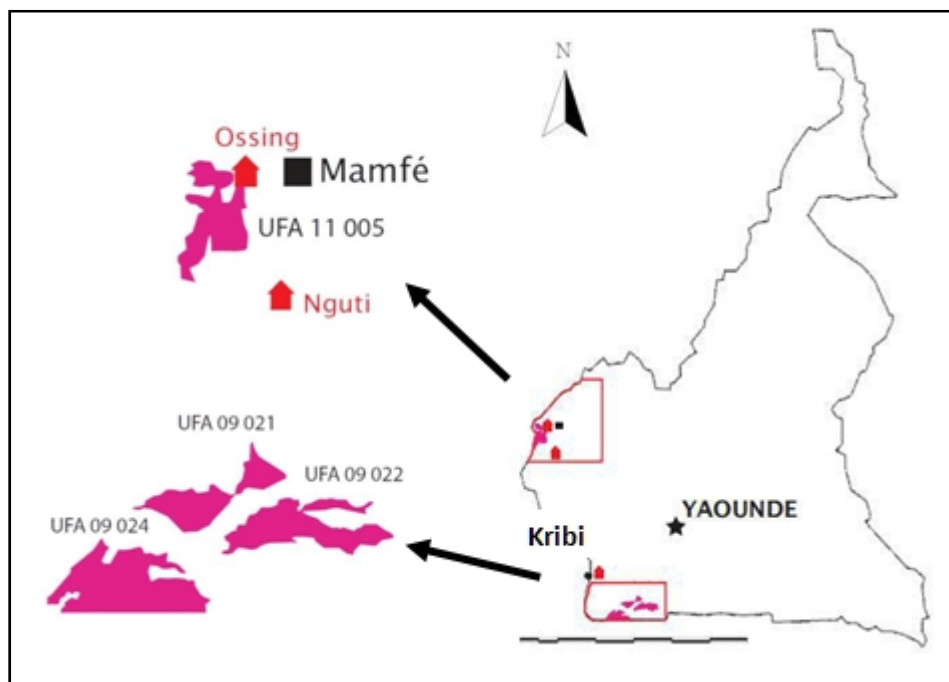 N
Ossing
Mamfé
UFA 11 005
Nguti
UFA 09 021
UFA 09 022
UFA 09 024
YAOUNDE
Kribi